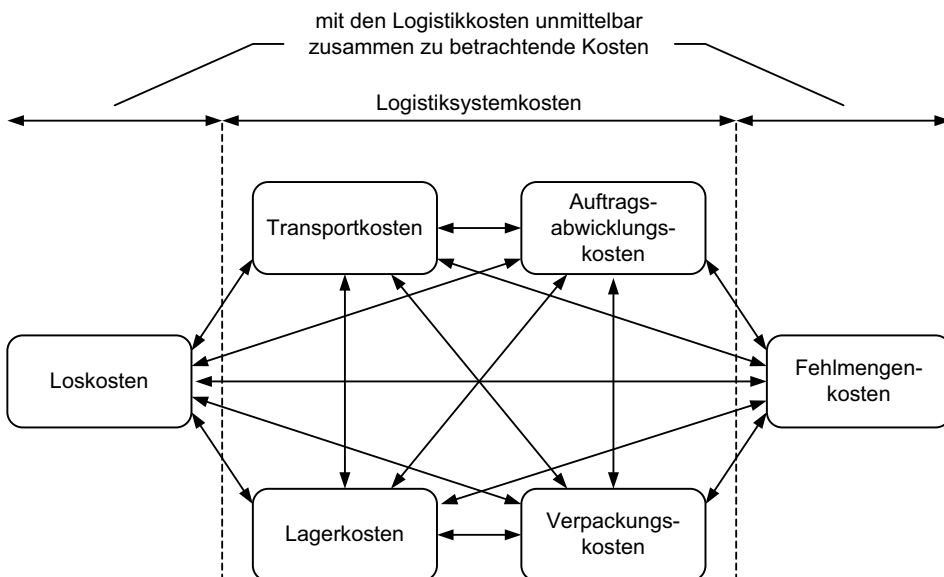 mit den Logistikkosten unmittelbar
zusammen zu betrachtende Kosten
Logistiksystemkosten
Transportkosten
Auftrags-
abwicklungs-
kosten
Loskosten
Fehlmengen-
kosten
Lagerkosten
Verpackungs-
kosten